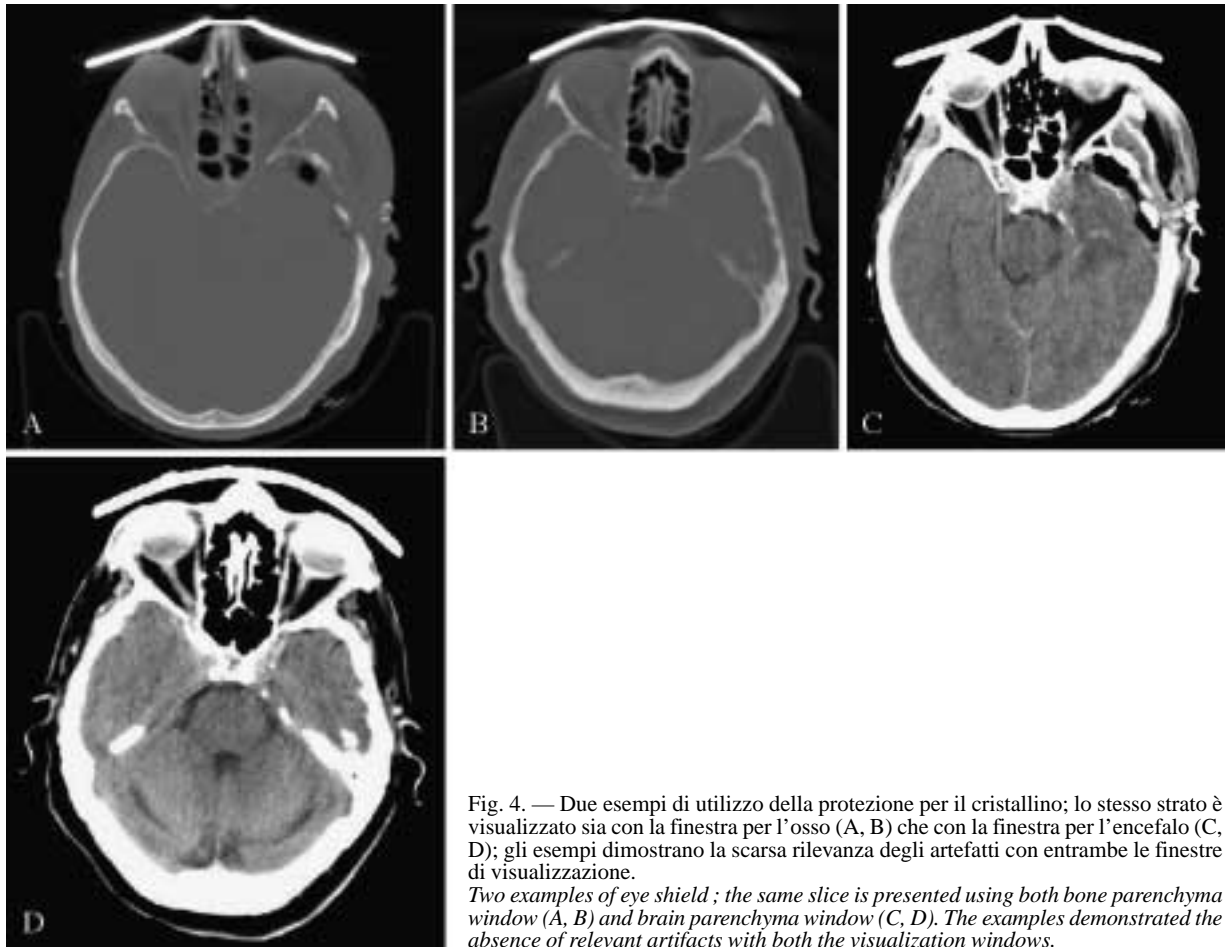 A
B
C
D
Fig. 4. — Due esempi di utilizzo della protezione per il cristallino; lo stesso strato è
visualizzato sia con la finestra per l'osso (A, B) che con la finestra per l'encefalo (C,
D); gli esempi dimostrano la scarsa rilevanza degli artefatti con entrambe le finestre
di visualizzazione.
Two examples of eye shield ; the same slice is presented using both bone parenchyma
window (A, B) and brain parenchyma window (C, D). The examples demonstrated the
absence of relevant artifacts with both the visualization windows.